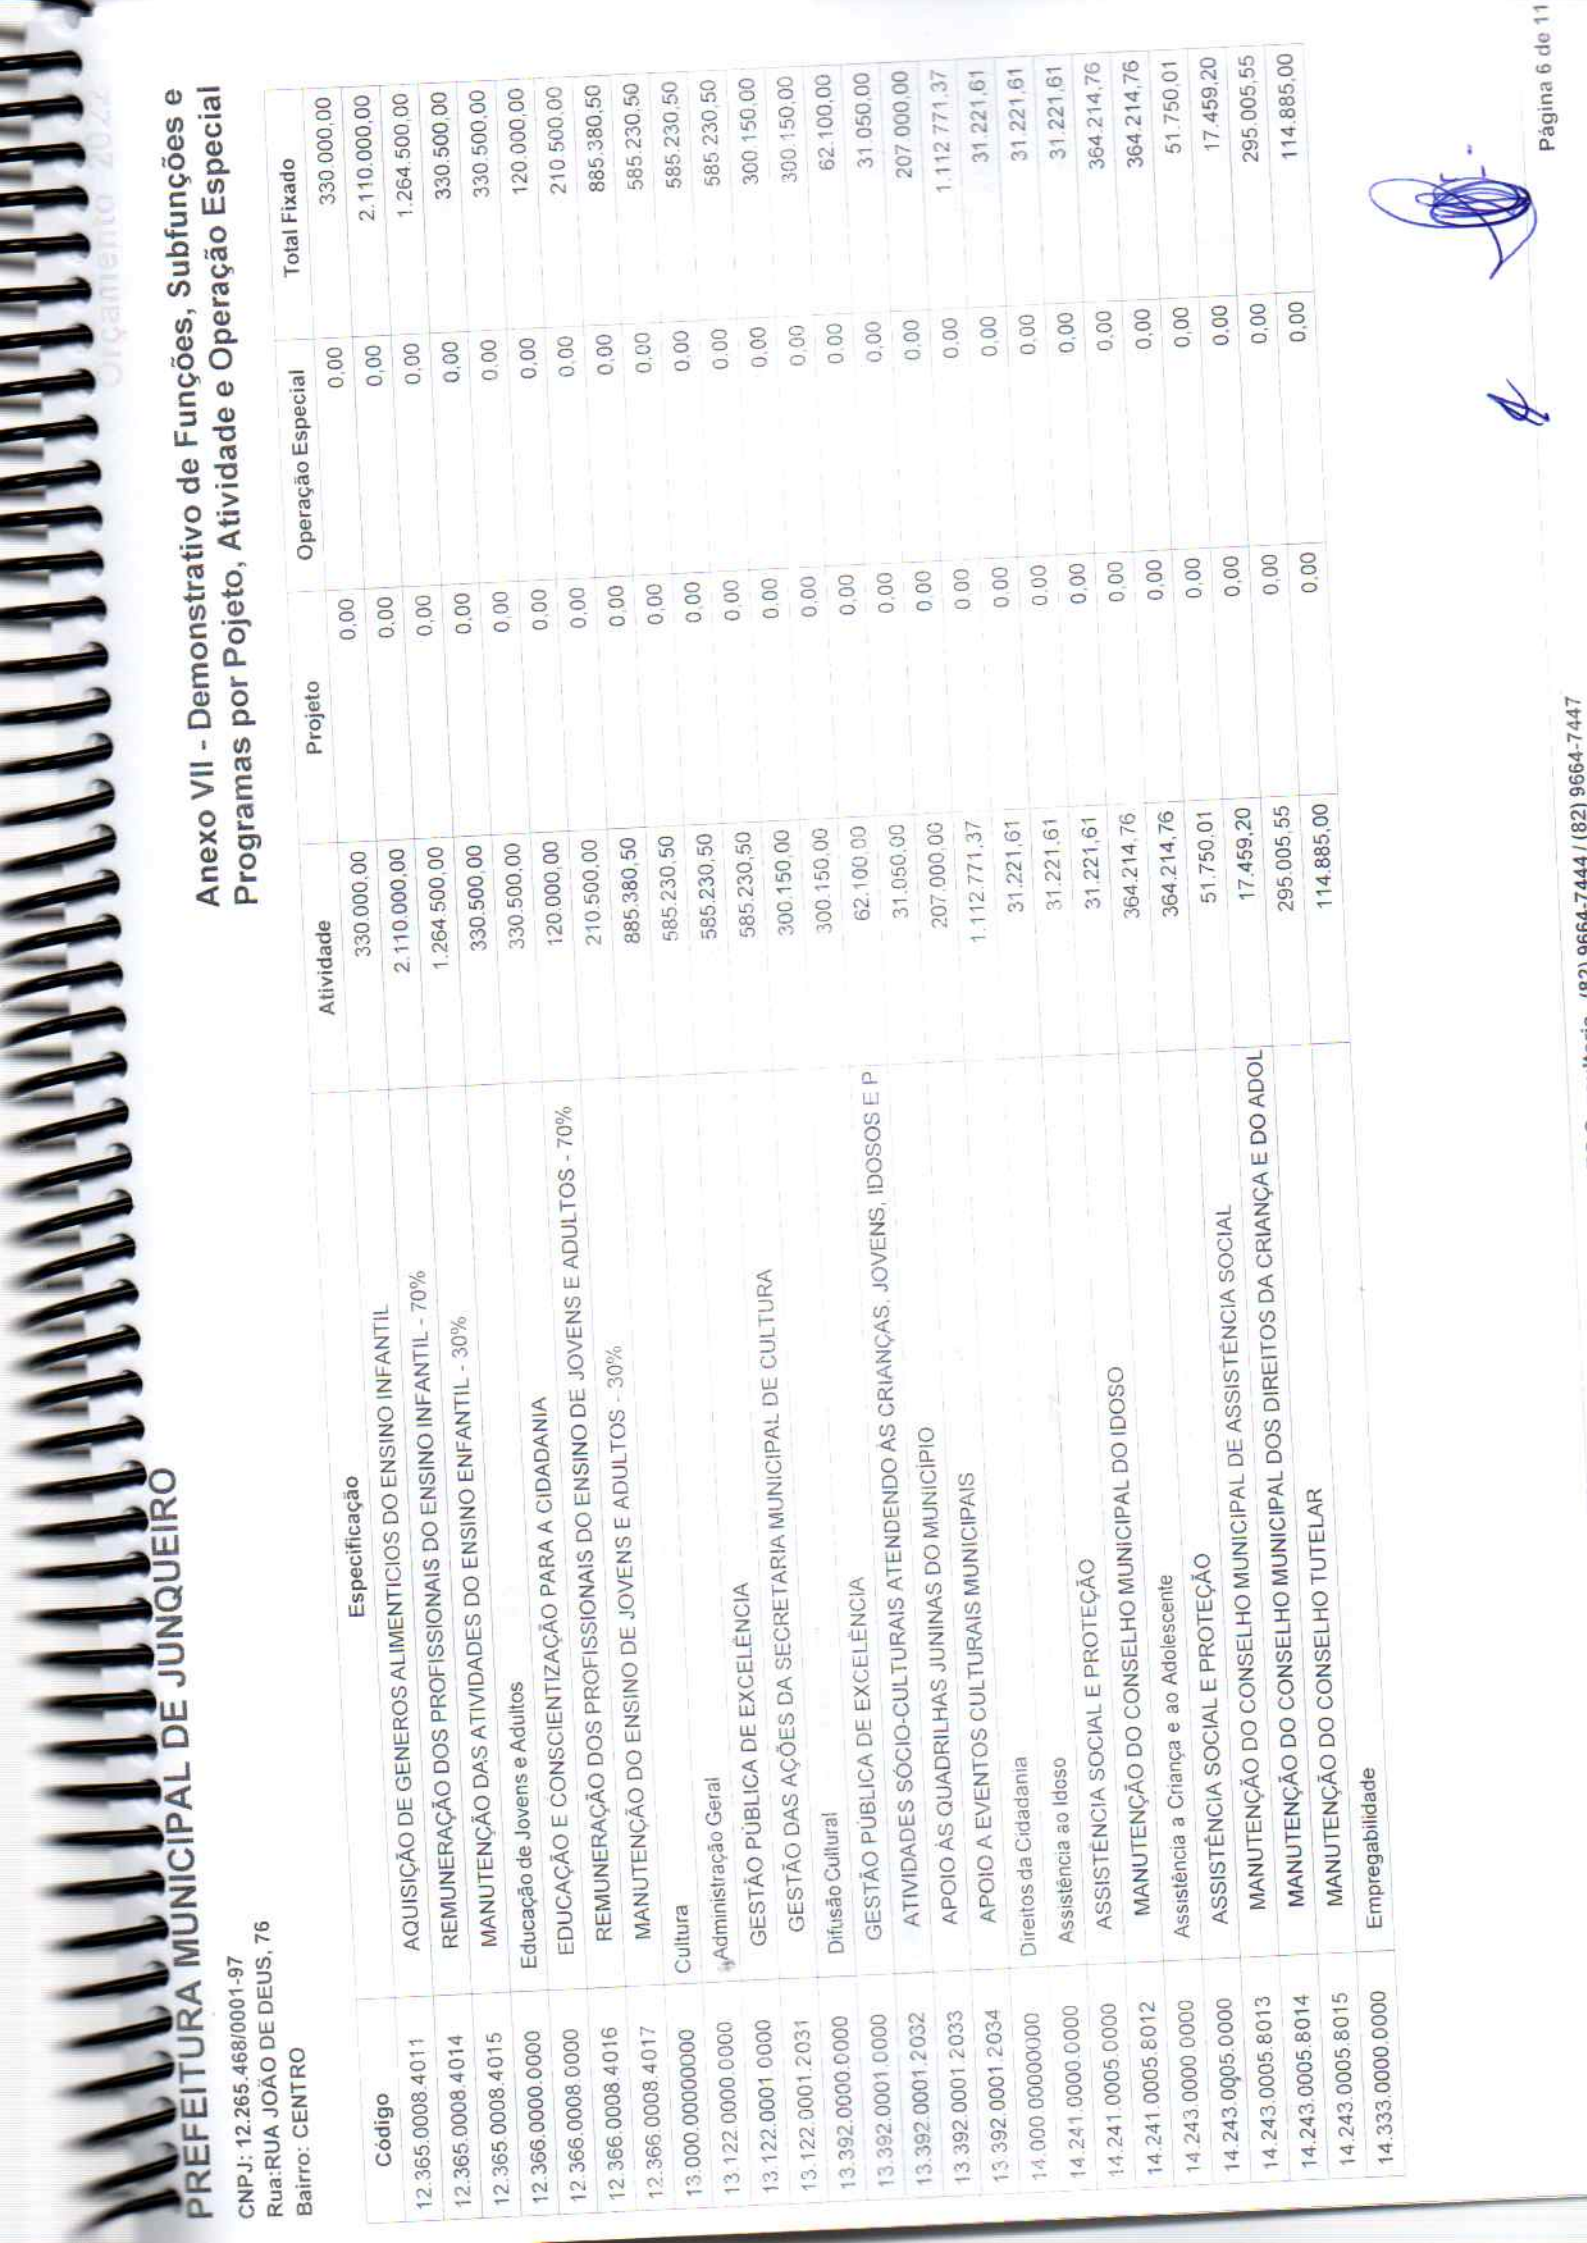 Orçamento 2022
PREFEITURA MUNICIPAL DE JUNQUEIRO
CNPJ: 12.265.468/0001-97
Rua:RUA JOÃO DE DEUS, 76
Bairro: CENTRO
Anexo VII - Demonstrativo de Funções, Subfunções e
Programas por Pojeto, Atividade e Operação Especial
Código Especificação Atividade Projeto Operação Especial Total Fixado
12.365.0008.4011 AQUISIÇÃO DE GENEROS ALIMENTICIOS DO ENSINO INFANTIL 330.000,00 0,00 0,00 330.000,00
12.365.0008.4014 REMUNERAÇÃO DOS PROFISSIONAIS DO ENSINO INFANTIL - 70% 2.110.000,00 0,00 0,00 2.110.000,00
12.365.0008.4015 MANUTENÇÃO DAS ATIVIDADES DO ENSINO ENFANTIL - 30% 1.264.500,00 0,00 0,00 1.264.500,00
12.366.0000.0000 Educação de Jovens e Adultos 330.500,00 0,00 0,00 330.500,00
12.366.0008.0000 EDUCAÇÃO E CONSCIENTIZAÇÃO PARA A CIDADANIA 330.500,00 0,00 0,00 330.500,00
12.366.0008.4016 REMUNERAÇÃO DOS PROFISSIONAIS DO ENSINO DE JOVENS E ADULTOS - 70% 120.000,00 0,00 0,00 120.000,00
12.366.0008.4017 MANUTENÇÃO DO ENSINO DE JOVENS E ADULTOS - 30% 210.500,00 0,00 0,00 210.500,00
13.000.00000000 Cultura 885.380,50 0,00 0,00 885.380,50
13.122.0000.0000 Administração Geral 585.230,50 0,00 0,00 585.230,50
13.122.0001.0000 GESTÃO PÚBLICA DE EXCELÊNCIA 585.230,50 0,00 0,00 585.230,50
13.122.0001.2031 GESTÃO DAS AÇÕES DA SECRETARIA MUNICIPAL DE CULTURA 585.230,50 0,00 0,00 585.230,50
13.392.0000.0000 Difusão Cultural 300.150,00 0,00 0,00 300.150,00
13.392.0001.0000 GESTÃO PÚBLICA DE EXCELÊNCIA 300.150,00 0,00 0,00 300.150,00
13.392.0001.2032 ATIVIDADES SÓCIO-CULTURAIS ATENDENDO ÀS CRIANÇAS, JOVENS, IDOSOS E P 62.100,00 0,00 0,00 62.100,00
13.392.0001.2033 APOIO ÀS QUADRILHAS JUNINAS DO MUNICÍPIO 31.050,00 0,00 0,00 31.050,00
13.392.0001.2034 APOIO A EVENTOS CULTURAIS MUNICIPAIS 207.000,00 0,00 0,00 207.000,00
14.000.00000000 Direitos da Cidadania 1.112.771,37 0,00 0,00 1.112.771,37
14.241.0000.0000 Assistência ao Idoso 31.221,61 0,00 0,00 31.221,61
14.241.0005.0000 ASSISTÊNCIA SOCIAL E PROTEÇÃO 31.221,61 0,00 0,00 31.221,61
14.241.0005.8012 MANUTENÇÃO DO CONSELHO MUNICIPAL DO IDOSO 31.221,61 0,00 0,00 31.221,61
14.243.0000.0000 Assistência a Criança e ao Adolescente 364.214,76 0,00 0,00 364.214,76
14.243.0005.0000 ASSISTÊNCIA SOCIAL E PROTEÇÃO 364.214,76 0,00 0,00 364.214,76
14.243.0005.8013 MANUTENÇÃO DO CONSELHO MUNICIPAL DE ASSISTÊNCIA SOCIAL 51.750,01 0,00 0,00 51.750,01
14.243.0005.8014 MANUTENÇÃO DO CONSELHO MUNICIPAL DOS DIREITOS DA CRIANÇA E DO ADOL 17.459,20 0,00 0,00 17.459,20
14.243.0005.8015 MANUTENÇÃO DO CONSELHO TUTELAR 295.005,55 0,00 0,00 295.005,55
14.333.0000.0000 Empregabilidade 114.885,00 0,00 0,00 114.885,00
(82) 9664-7444 / (82) 9664-7447
Página 6 de 11